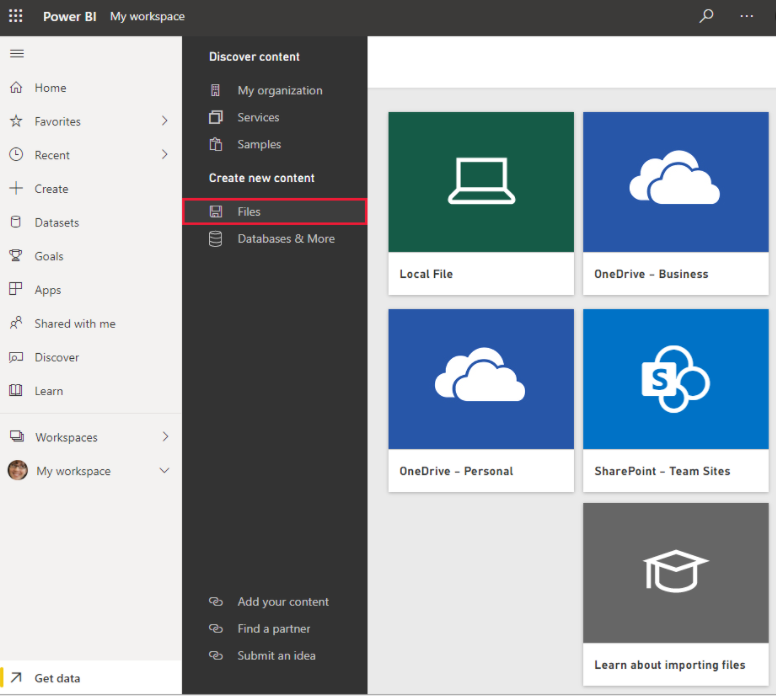 Power BI My workspace
Home
Favorites
Recent
Create
Datasets
Goals
Apps
Shared with me
Discover
Learn
Workspaces
My workspace
Get data
Discover content
My organization
Services
Samples
Create new content
Files
Databases & More
Add your content
Find a partner
Submit an idea
Local File
OneDrive – Business
OneDrive – Personal
S
SharePoint – Team Sites
Learn about importing files